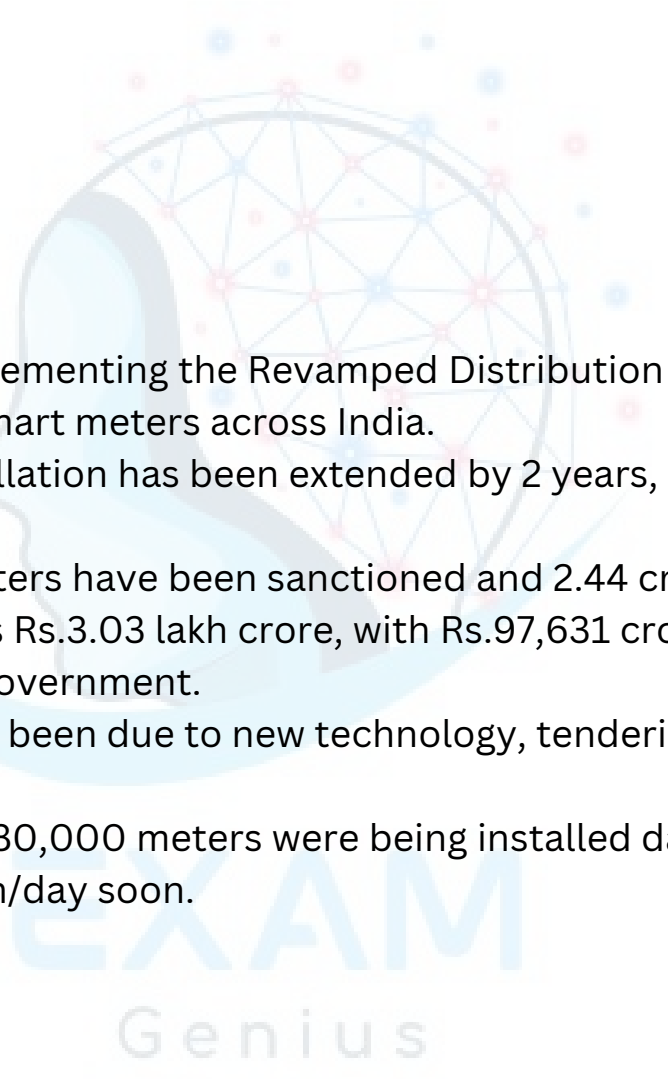 ementing the Revamped Distribution
mart meters across India.
llation has been extended by 2 years,
ters have been sanctioned and 2.44 cr
s Rs.3.03 lakh crore, with Rs.97,631 cro
overnment.
been due to new technology, tenderi
80,000 meters were being installed da
n/day soon.
EXAM
Genius